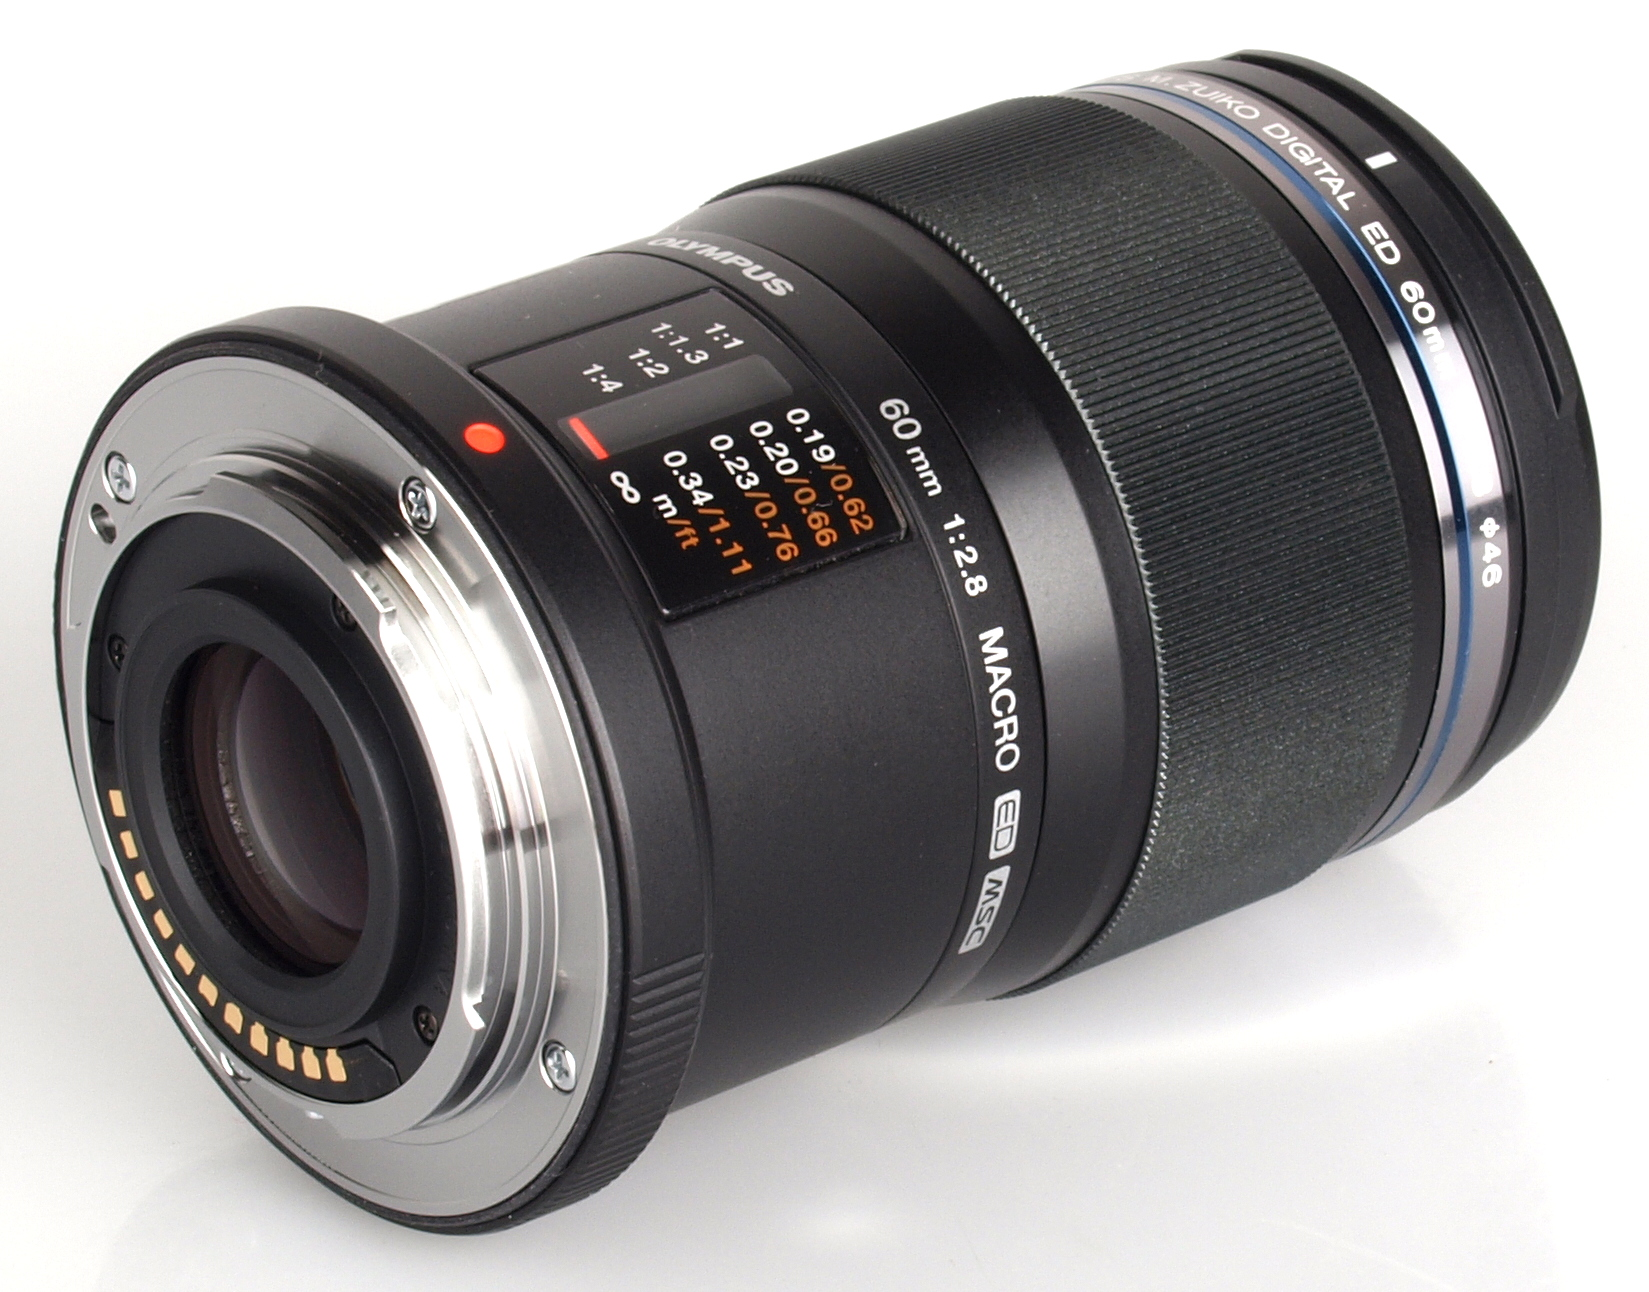 M. ZUIKO DIGITAL ED 60m
φ46
OLYMPUS
60mm 1:2.8 MACRO ED MSC
1:1
1:1.3
1:2
1:4
0.19/0.62
0.20/0.66
0.23/0.76
0.34/1.11
∞ m/ft